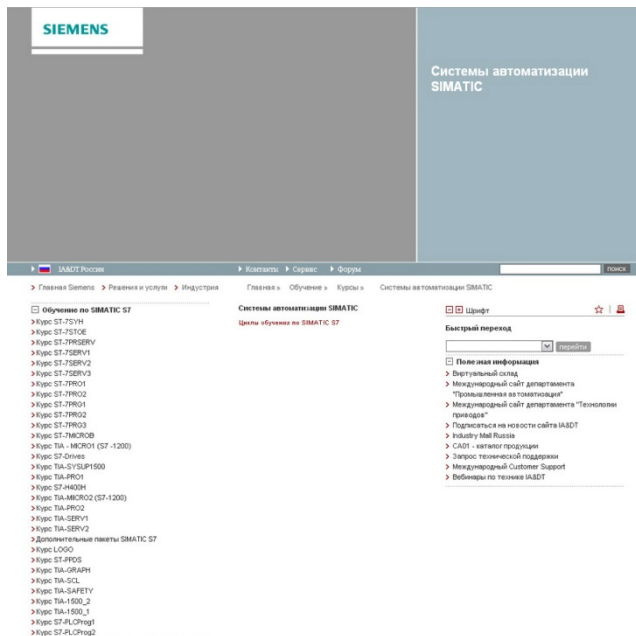 SIEMENS
Системы автоматизации
SIMATIC
IA&DT Россия
Контакты
Сервис
Форум
поиск
Главная Siemens
Решения и услуги
Индустрия
Главная »
Обучение »
Курсы »
Системы автоматизации SIMATIC
Обучение по SIMATIC S7
Курс ST-7SYH
Курс ST-7STOE
Курс ST-7PRSERV
Курс ST-7SERV1
Курс ST-7SERV2
Курс ST-7SERV3
Курс ST-7PRO1
Курс ST-7PRO2
Курс ST-7PRG1
Курс ST-7PRG2
Курс ST-7PRG3
Курс ST-7MICROB
Курс TIA - MICRO1 (S7 -1200)
Курс S7-Drives
Курс TIA-SYSUP1500
Курс TIA-PRO1
Курс S7-H400H
Курс TIA-MICRO2 (S7-1200)
Курс TIA-PRO2
Курс TIA-SERV1
Курс TIA-SERV2
Дополнительные пакеты SIMATIC S7
Курс LOGO
Курс ST-PPDS
Курс TIA-GRAPH
Курс TIA-SCL
Курс TIA-SAFETY
Курс TIA-1500_2
Курс TIA-1500_1
Курс S7-PLCProg1
Курс S7-PLCProg2
Системы автоматизации SIMATIC
Циклы обучения по SIMATIC S7
Шрифт
Быстрый переход
перейти
Полезная информация
Виртуальный склад
Международный сайт департамента
"Промышленная автоматизация"
Международный сайт департамента "Технологии
приводов"
Подписаться на новости сайта IA&DT
Industry Mall Russia
CA01 - каталог продукции
Запрос технической поддержки
Международный Customer Support
Вебинары по технике IA&DT